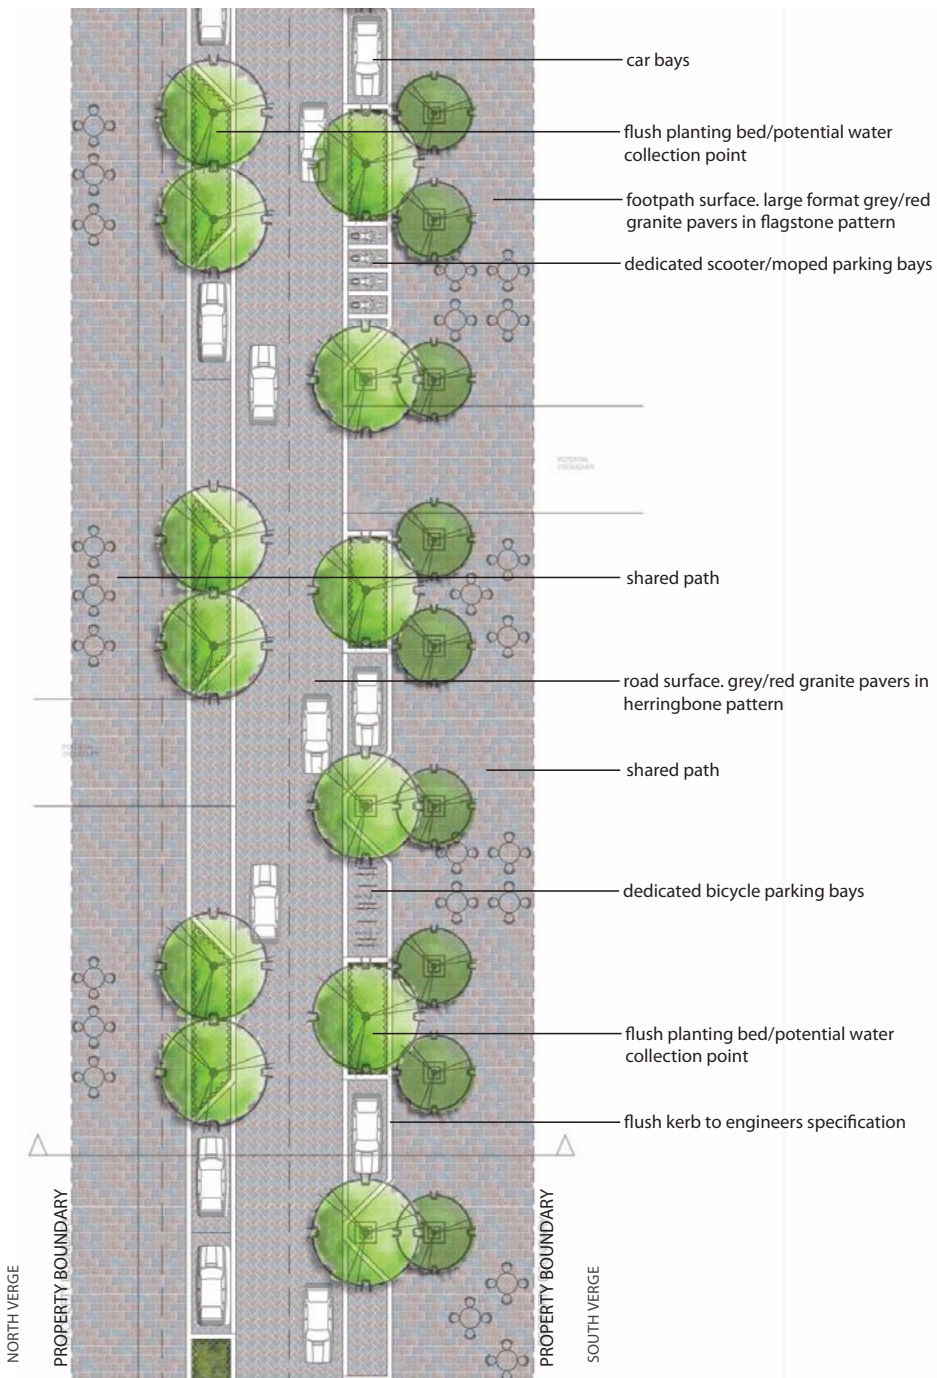 car bays
flush planting bed/potential water
collection point
footpath surface. large format grey/red
granite pavers in flagstone pattern
dedicated scooter/moped parking bays
POTENTIAL
CROSSOVER
shared path
road surface. grey/red granite pavers in
herringbone pattern
shared path
dedicated bicycle parking bays
flush planting bed/potential water
collection point
flush kerb to engineers specification
NORTH VERGE
PROPERTY BOUNDARY
PROPERTY BOUNDARY
SOUTH VERGE